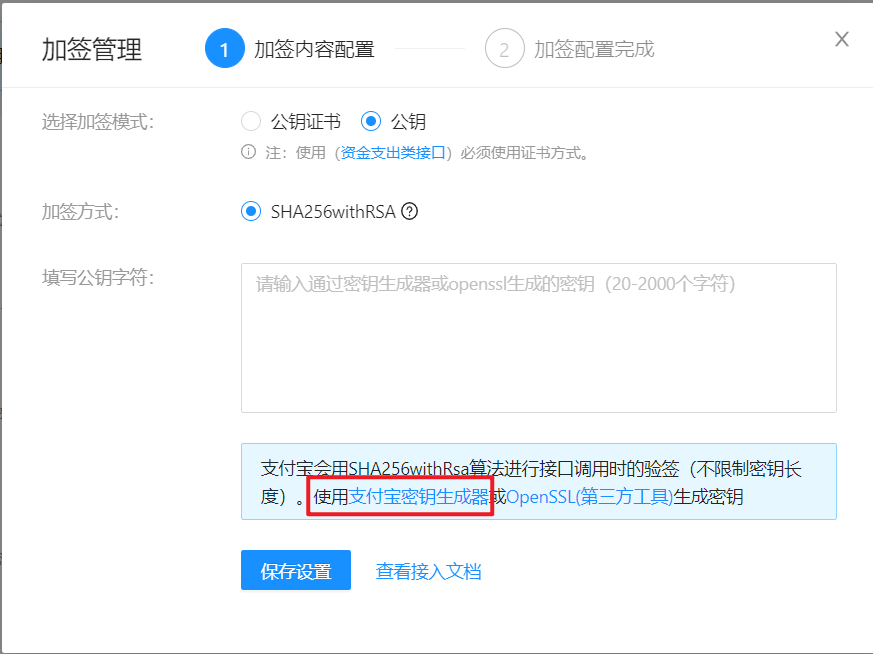 加签管理 1 加签内容配置 2 加签配置完成
选择加签模式: 公钥证书 公钥
注：使用（资金支出类接口）必须使用证书方式。
加签方式: SHA256withRSA
填写公钥字符: 请输入通过密钥生成器或openssl生成的密钥（20-2000个字符）
支付宝会用SHA256withRsa算法进行接口调用时的验签（不限制密钥长
度）。使用支付宝密钥生成器或OpenSSL(第三方工具)生成密钥
保存设置 查看接入文档